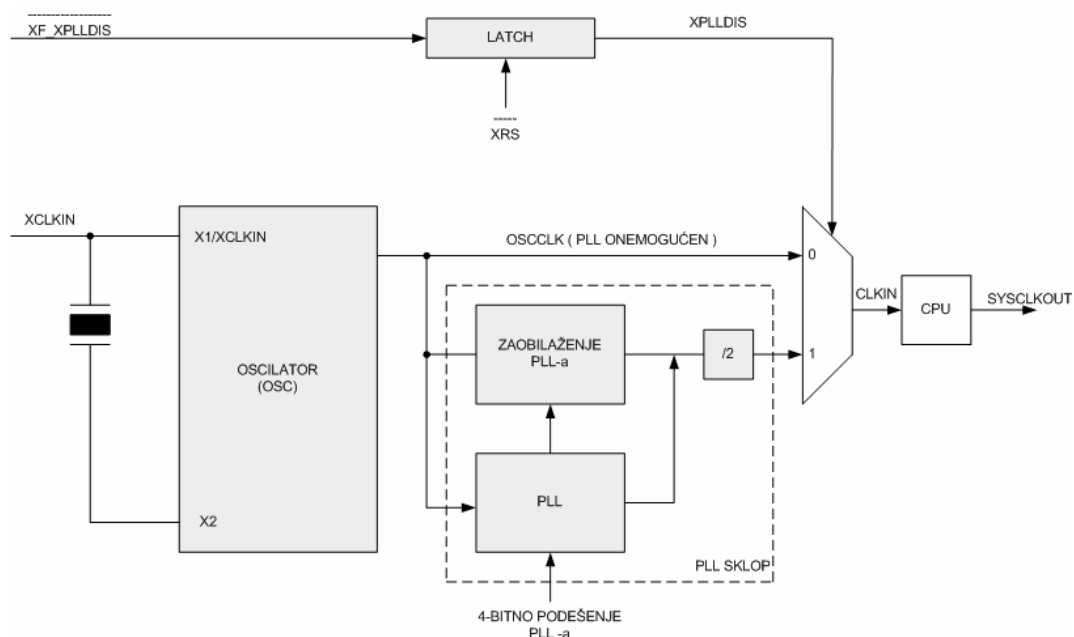 XF_XPLLDIS
LATCH
XPLLDIS
XRS
XCLKIN
X1/XCLKIN
OSCCLK ( PLL ONEMOGUĆEN )
0
CLKIN
CPU
SYSCLKOUT
ZAOBILAŽENJE
PLL-a
/2
1
OSCILATOR
(OSC)
PLL
X2
PLL SKLOP
4-BITNO PODEŠENJE
PLL -a